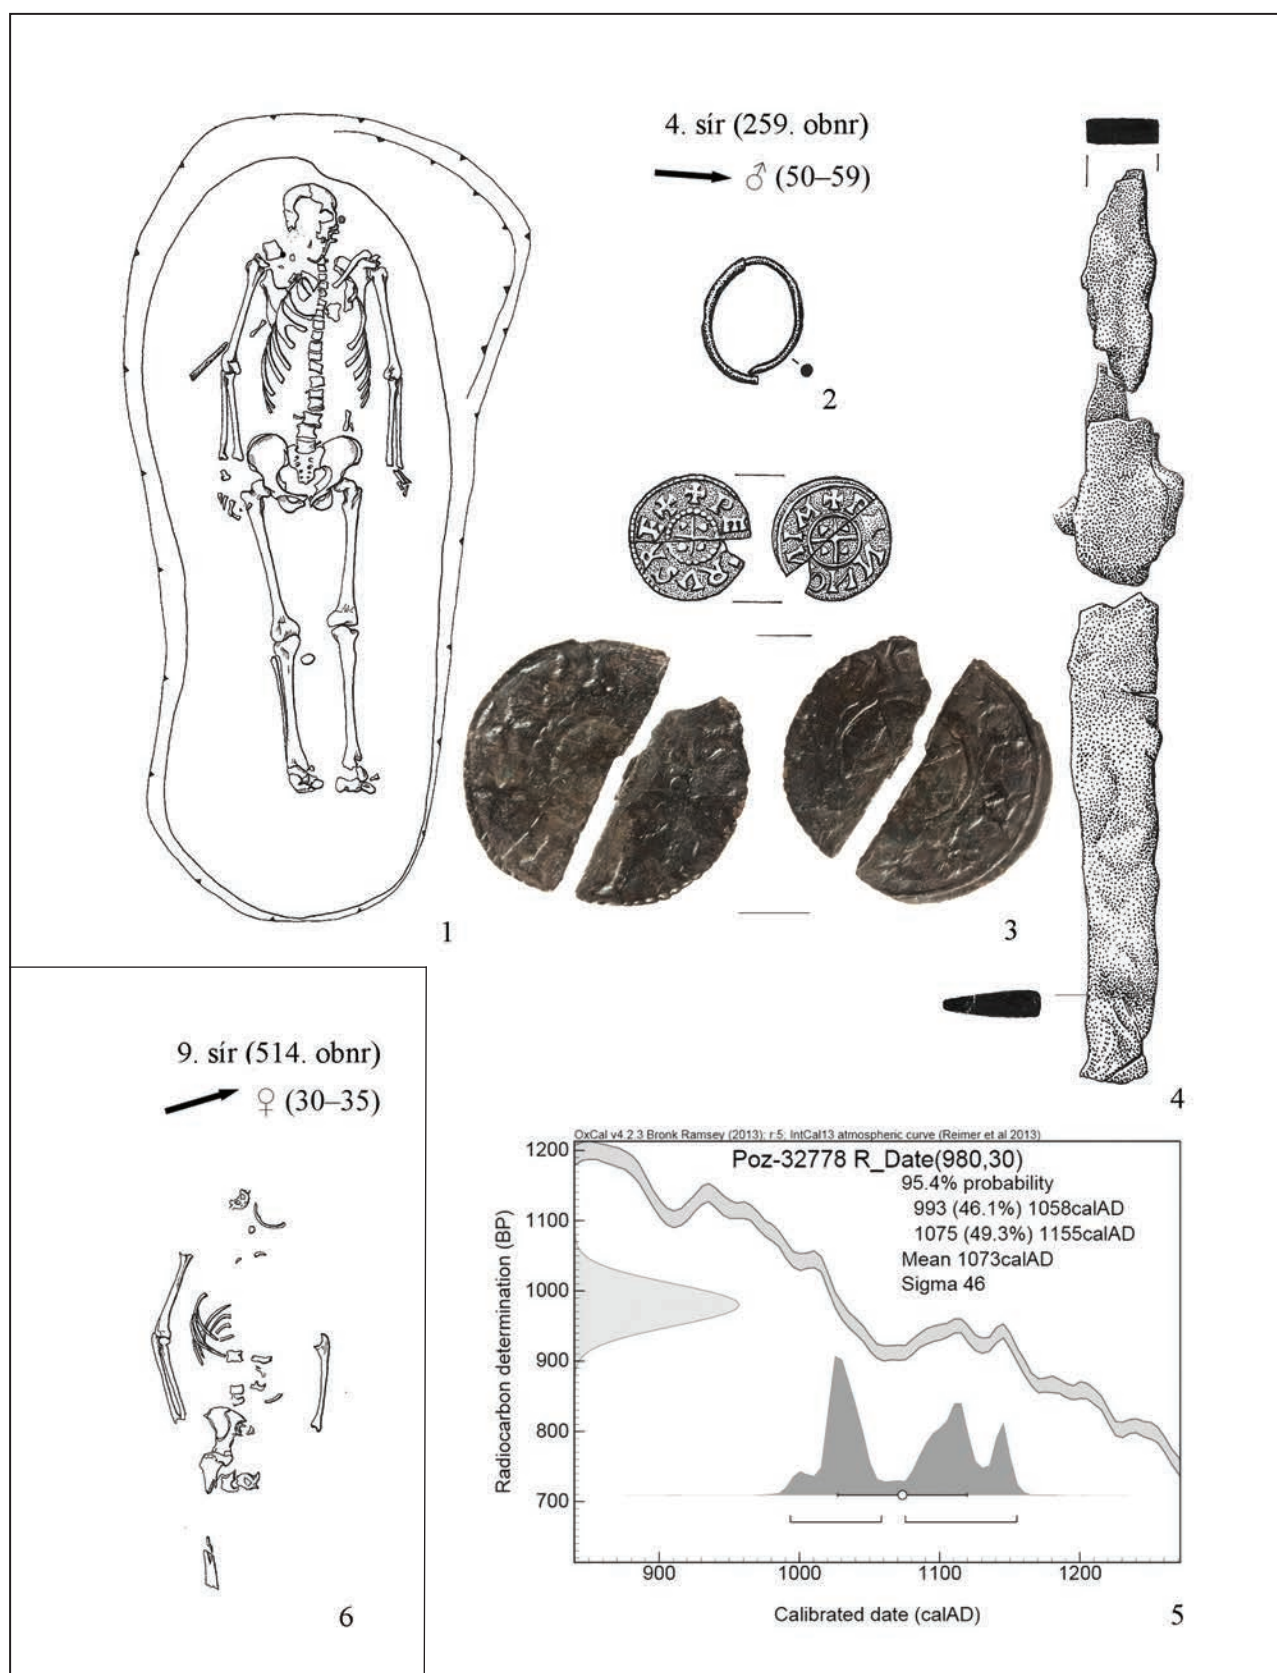 4. sír (259. obnr)
♂ (50–59)
2
3
1
4
9. sír (514. obnr)
♀ (30–35)
6
OxCal v4.2.3 Bronk Ramsey (2013); r:5; IntCal13 atmospheric curve (Reimer et al 2013)
Poz-32778 R_Date(980,30)
95.4% probability
993 (46.1%) 1058calAD
1075 (49.3%) 1155calAD
Mean 1073calAD
Sigma 46
Radiocarbon determination (BP)
1200
1100
1000
900
800
700
900 1000 1100 1200
Calibrated date (calAD)
5